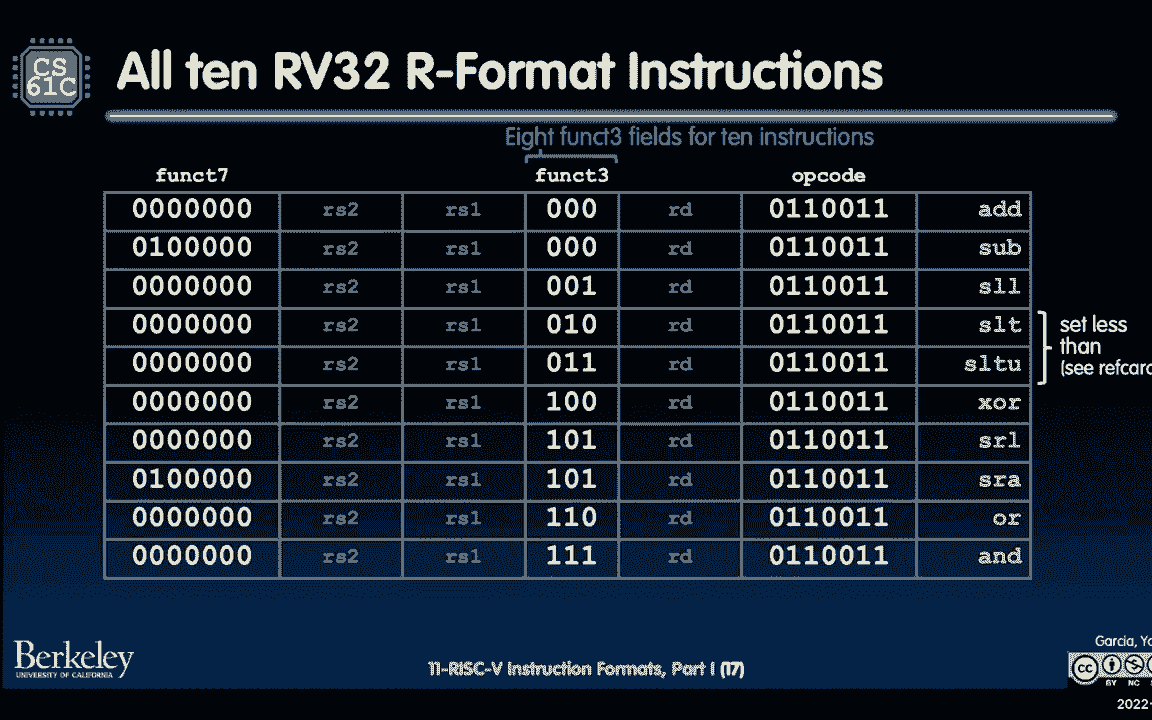 CS
61C
All ten RV32 R-Format Instructions
Eight funct3 fields for ten instructions
funct7 funct3 opcode
0000000 rs2 rs1 000 rd 0110011 add
0100000 rs2 rs1 000 rd 0110011 sub
0000000 rs2 rs1 001 rd 0110011 sll
0000000 rs2 rs1 010 rd 0110011 slt
0000000 rs2 rs1 011 rd 0110011 sltu
set less
than
(see refcard
0000000 rs2 rs1 100 rd 0110011 xor
0000000 rs2 rs1 101 rd 0110011 srl
0100000 rs2 rs1 101 rd 0110011 sra
0000000 rs2 rs1 110 rd 0110011 or
0000000 rs2 rs1 111 rd 0110011 and
Berkeley
UNIVERSITY OF CALIFORNIA
11-RISC-V Instruction Formats, Part I (17)
Garcia,
cc
BY NC
2022-